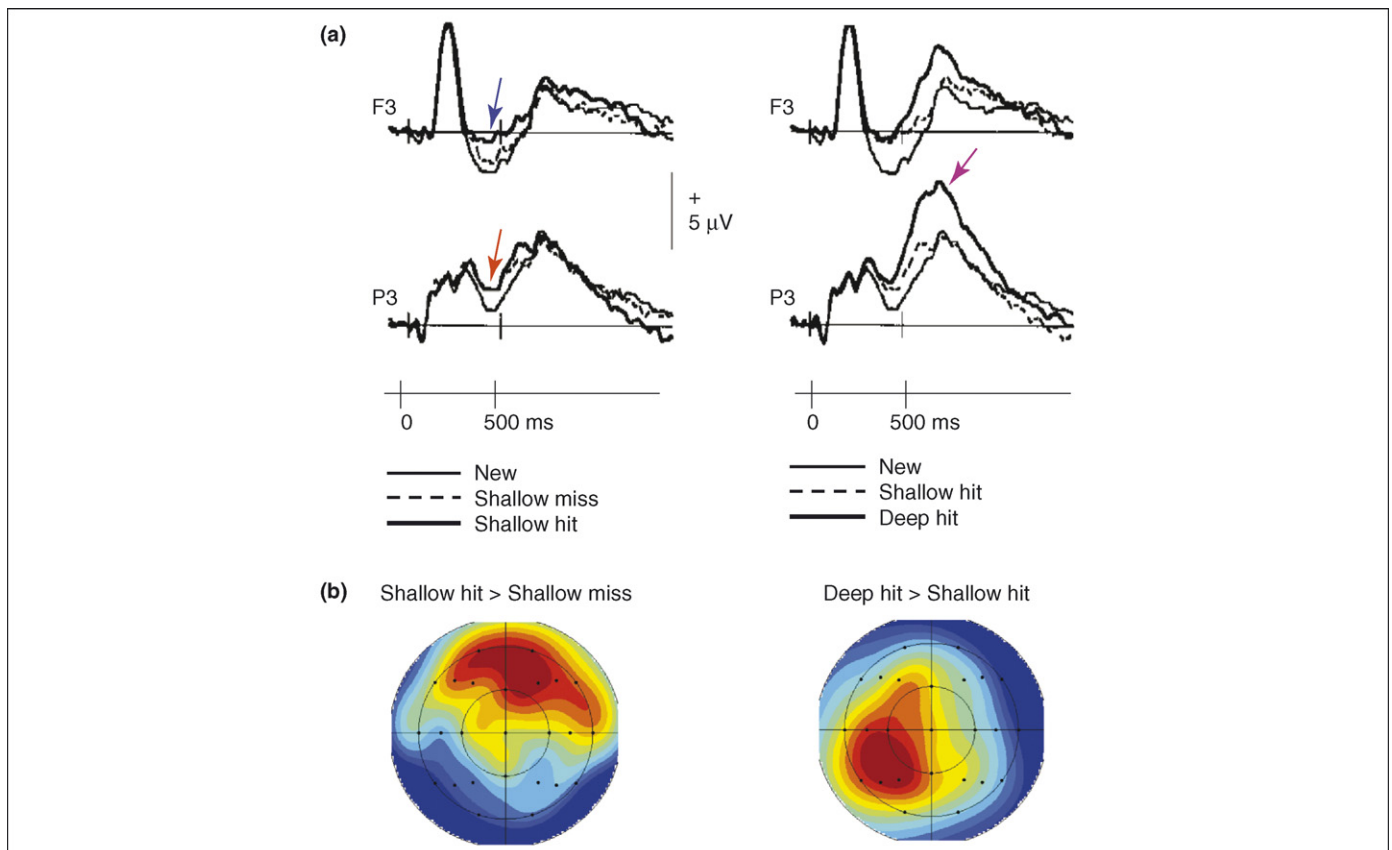 (a)
F3
P3
0
500 ms
New
Shallow miss
Shallow hit
+
5 μV
F3
P3
0
500 ms
New
Shallow hit
Deep hit
(b)
Shallow hit > Shallow miss
Deep hit > Shallow hit